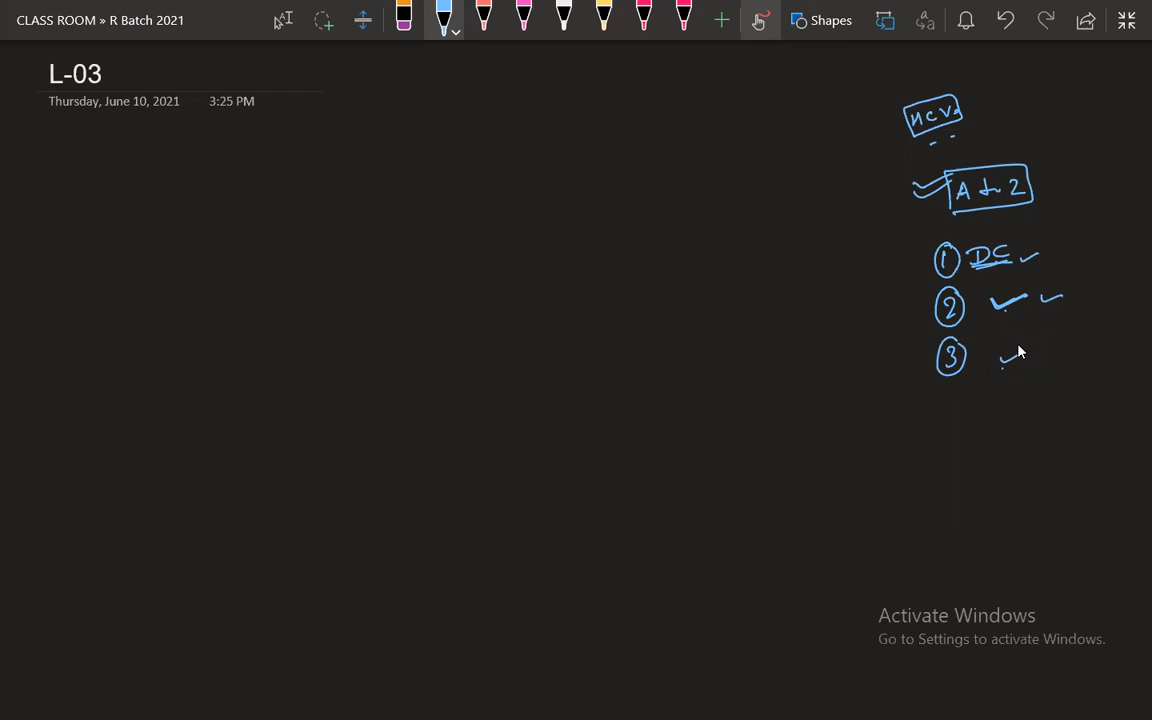 CLASS ROOM » R Batch 2021
Shapes
L-03
Thursday, June 10, 2021 3:25 PM
HCV
A to Z
1 DC
2
3
Activate Windows
Go to Settings to activate Windows.